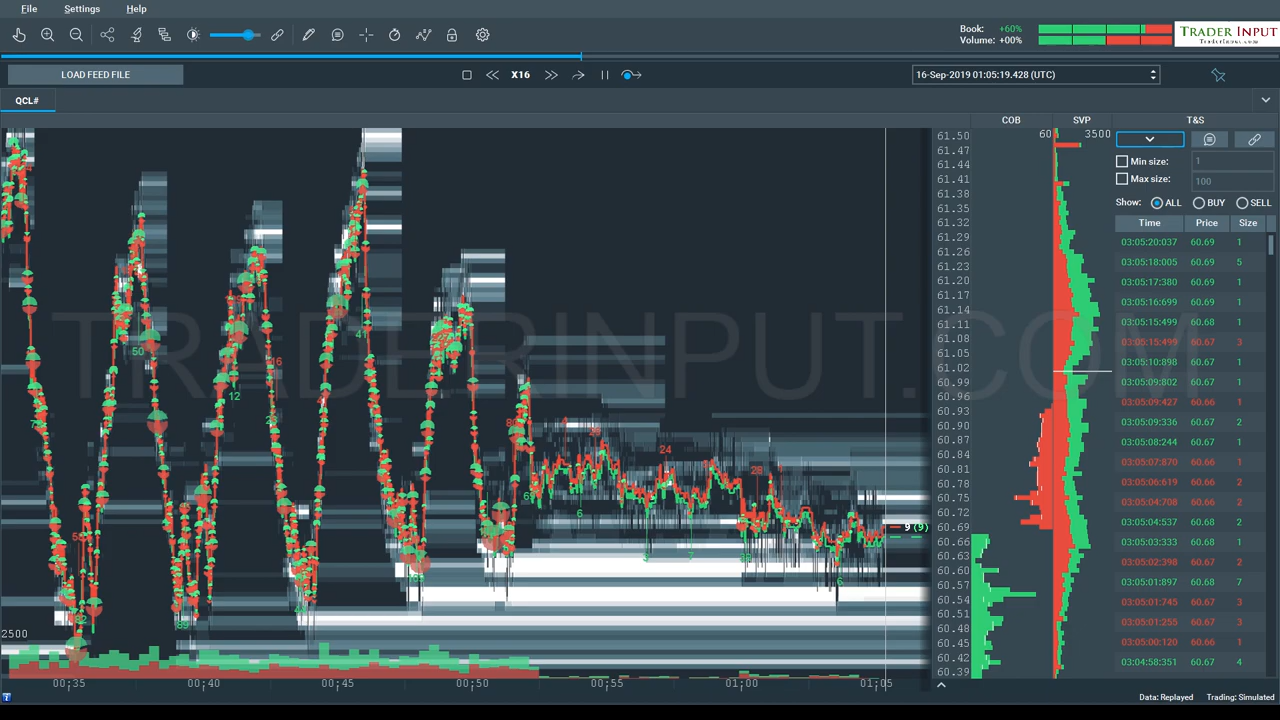 File Settings Help
Book: +60%
Volume: +00%
TRADER INPUT
TraderInput.com
LOAD FEED FILE
X16
16-Sep-2019 01:05:19.428 (UTC)
QCL#
COB SVP T&S
60 3500
61.50
61.47
61.44
61.41
61.38
61.35
61.32
61.29
61.26
61.23
61.20
61.17
61.14
61.11
61.08
61.05
61.02
60.99
60.96
60.93
60.90
60.87
60.84
60.81
60.78
60.75
60.72
60.69
60.66
60.63
60.60
60.57
60.54
60.51
60.48
60.45
60.42
60.39
Min size: 1
Max size: 100
Show: ALL BUY SELL
Time Price Size
03:05:20:037 60.69 1
03:05:18:005 60.69 5
03:05:17:380 60.69 1
03:05:16:699 60.69 1
03:05:15:499 60.68 1
03:05:15:499 60.67 3
03:05:10:898 60.67 1
03:05:09:802 60.67 1
03:05:09:427 60.66 1
03:05:09:336 60.67 2
03:05:08:244 60.67 1
03:05:07:870 60.66 1
03:05:06:619 60.66 2
03:05:04:708 60.66 2
03:05:04:537 60.68 2
03:05:03:333 60.68 1
03:05:02:398 60.67 2
03:05:01:897 60.68 7
03:05:01:745 60.67 3
03:05:01:255 60.67 3
03:05:00:120 60.66 1
03:04:58:351 60.67 4
TRADERINPUT.COM
50
12
41
24
28
6
6
9 (9)
2500
00:35 00:40 00:45 00:50 00:55 01:00 01:05
Data: Replayed Trading: Simulated